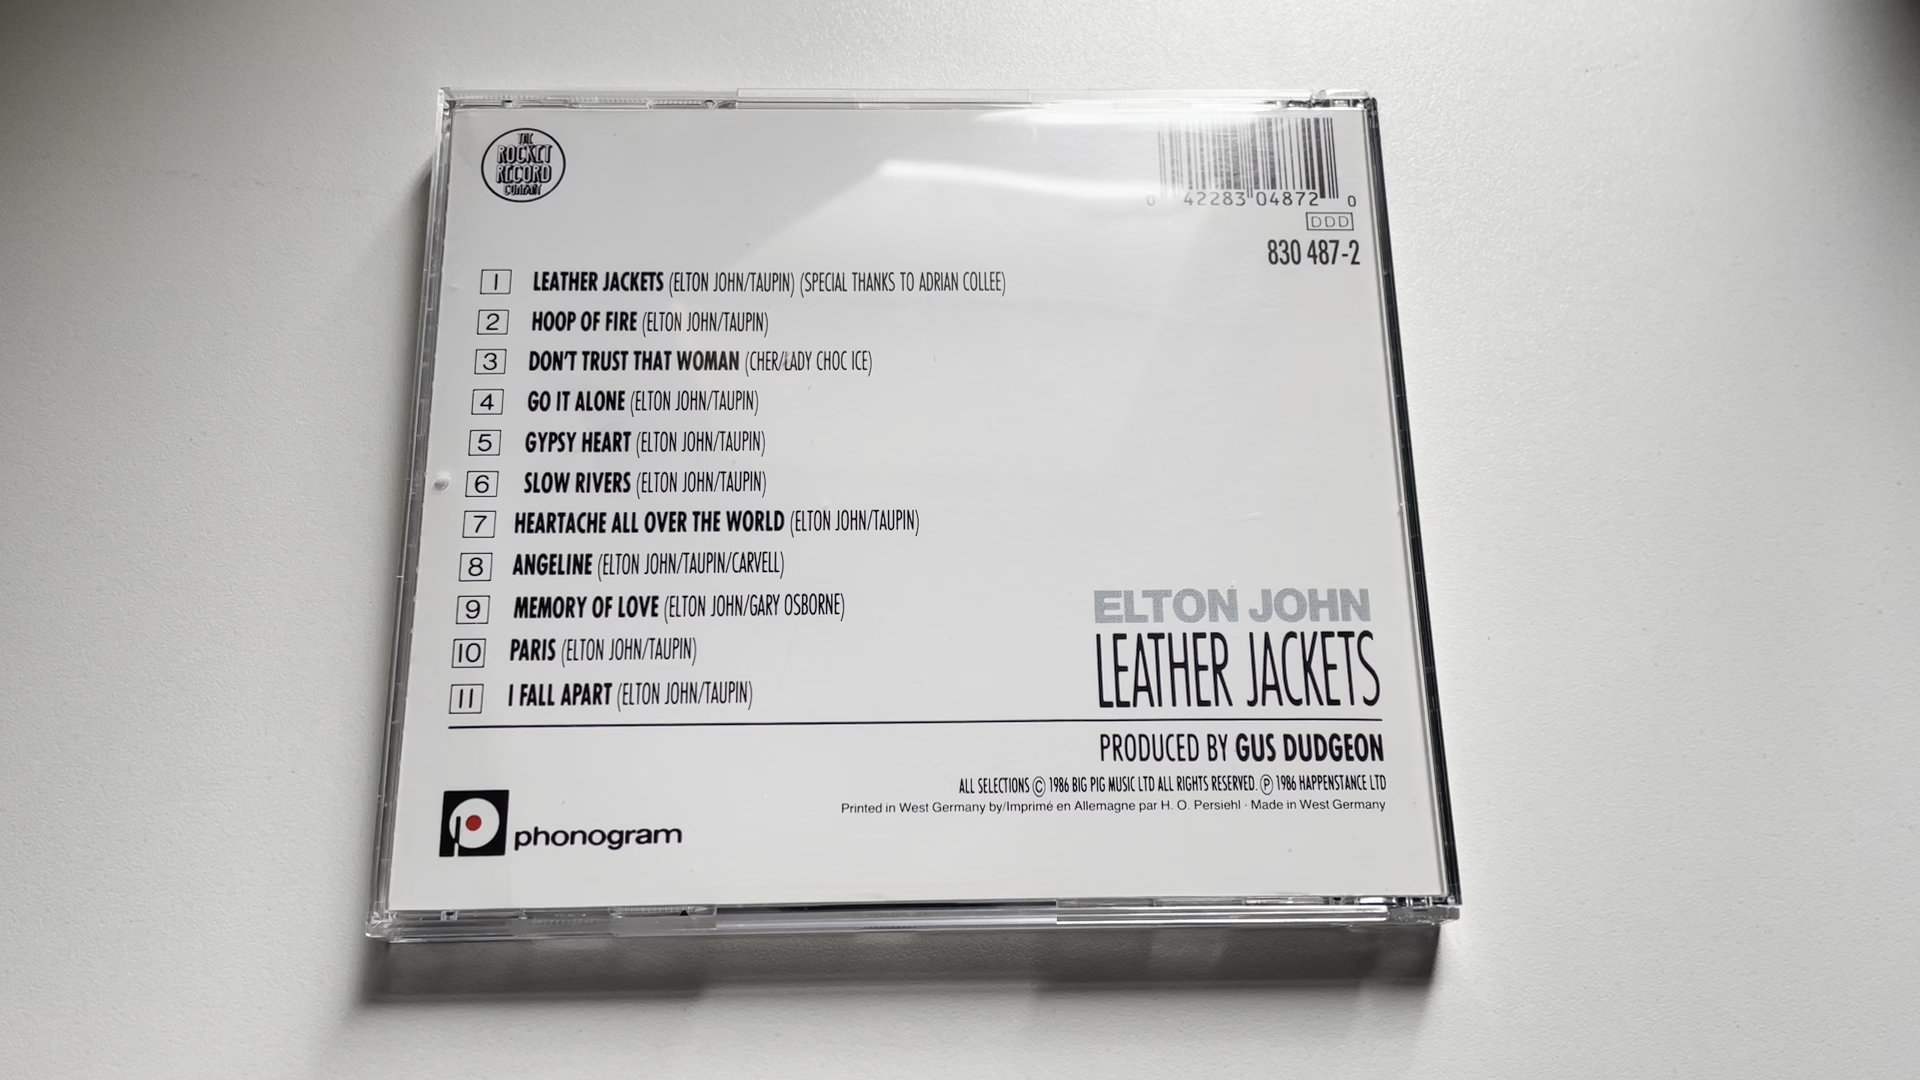 THE
ROCKET
RECORD
COMPANY
0 42283 04872 0
DDD
830 487-2
1 LEATHER JACKETS (ELTON JOHN/TAUPIN) (SPECIAL THANKS TO ADRIAN COLLEE)
2 HOOP OF FIRE (ELTON JOHN/TAUPIN)
3 DON'T TRUST THAT WOMAN (CHER/LADY CHOC ICE)
4 GO IT ALONE (ELTON JOHN/TAUPIN)
5 GYPSY HEART (ELTON JOHN/TAUPIN)
6 SLOW RIVERS (ELTON JOHN/TAUPIN)
7 HEARTACHE ALL OVER THE WORLD (ELTON JOHN/TAUPIN)
8 ANGELINE (ELTON JOHN/TAUPIN/CARVELL)
9 MEMORY OF LOVE (ELTON JOHN/GARY OSBORNE)
10 PARIS (ELTON JOHN/TAUPIN)
11 I FALL APART (ELTON JOHN/TAUPIN)
ELTON JOHN
LEATHER JACKETS
PRODUCED BY GUS DUDGEON
ALL SELECTIONS © 1986 BIG PIG MUSIC LTD ALL RIGHTS RESERVED. ℗ 1986 HAPPENSTANCE LTD
Printed in West Germany by/Imprimé en Allemagne par H. O. Persiehl · Made in West Germany
phonogram